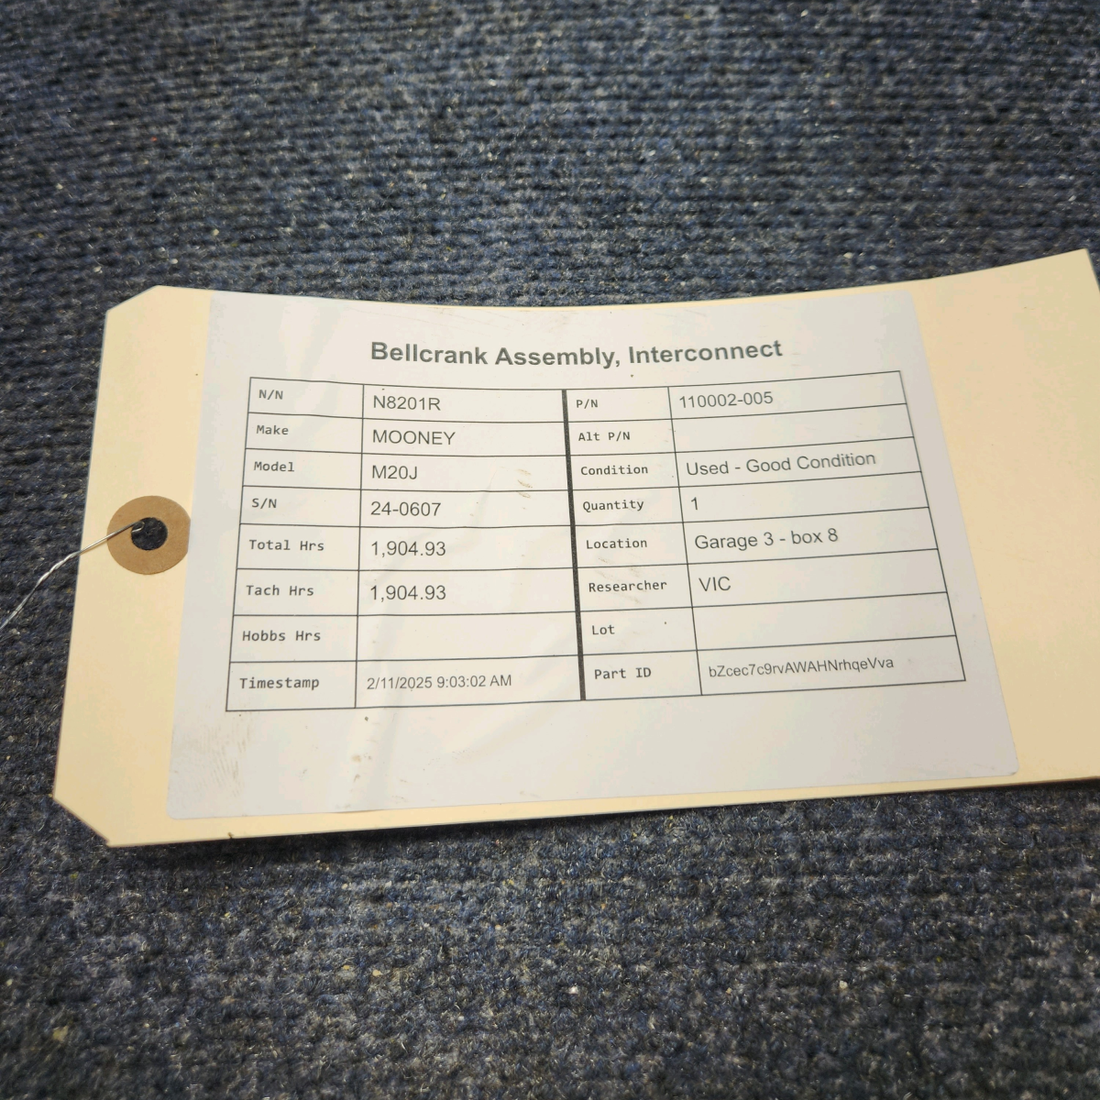 Bellcrank Assembly, Interconnect
N/N N8201R P/N 110002-005
Make MOONEY Alt P/N
Model M20J Condition Used - Good Condition
S/N 24-0607 Quantity 1
Total Hrs 1,904.93 Location Garage 3 - box 8
Tach Hrs 1,904.93 Researcher VIC
Hobbs Hrs Lot
Timestamp 2/11/2025 9:03:02 AM Part ID bZcec7c9rvAWAHNrhqeVva